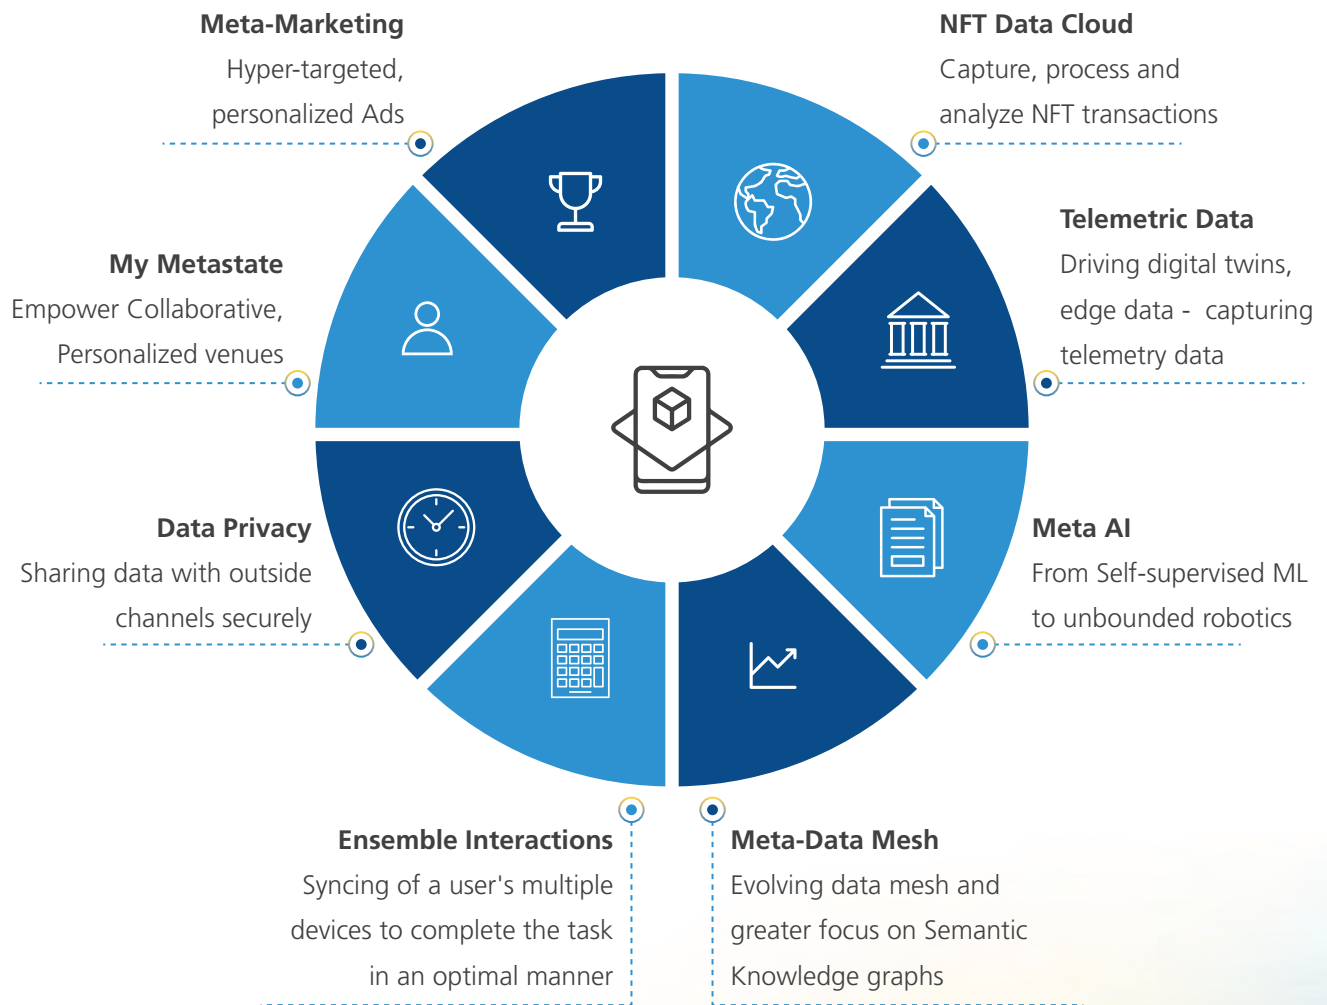 Meta-Marketing
Hyper-targeted,
personalized Ads
NFT Data Cloud
Capture, process and
analyze NFT transactions
My Metastate
Empower Collaborative,
Personalized venues
Telemetric Data
Driving digital twins,
edge data - capturing
telemetry data
Data Privacy
Sharing data with outside
channels securely
Meta AI
From Self-supervised ML
to unbounded robotics
Ensemble Interactions
Syncing of a user's multiple
devices to complete the task
in an optimal manner
Meta-Data Mesh
Evolving data mesh and
greater focus on Semantic
Knowledge graphs